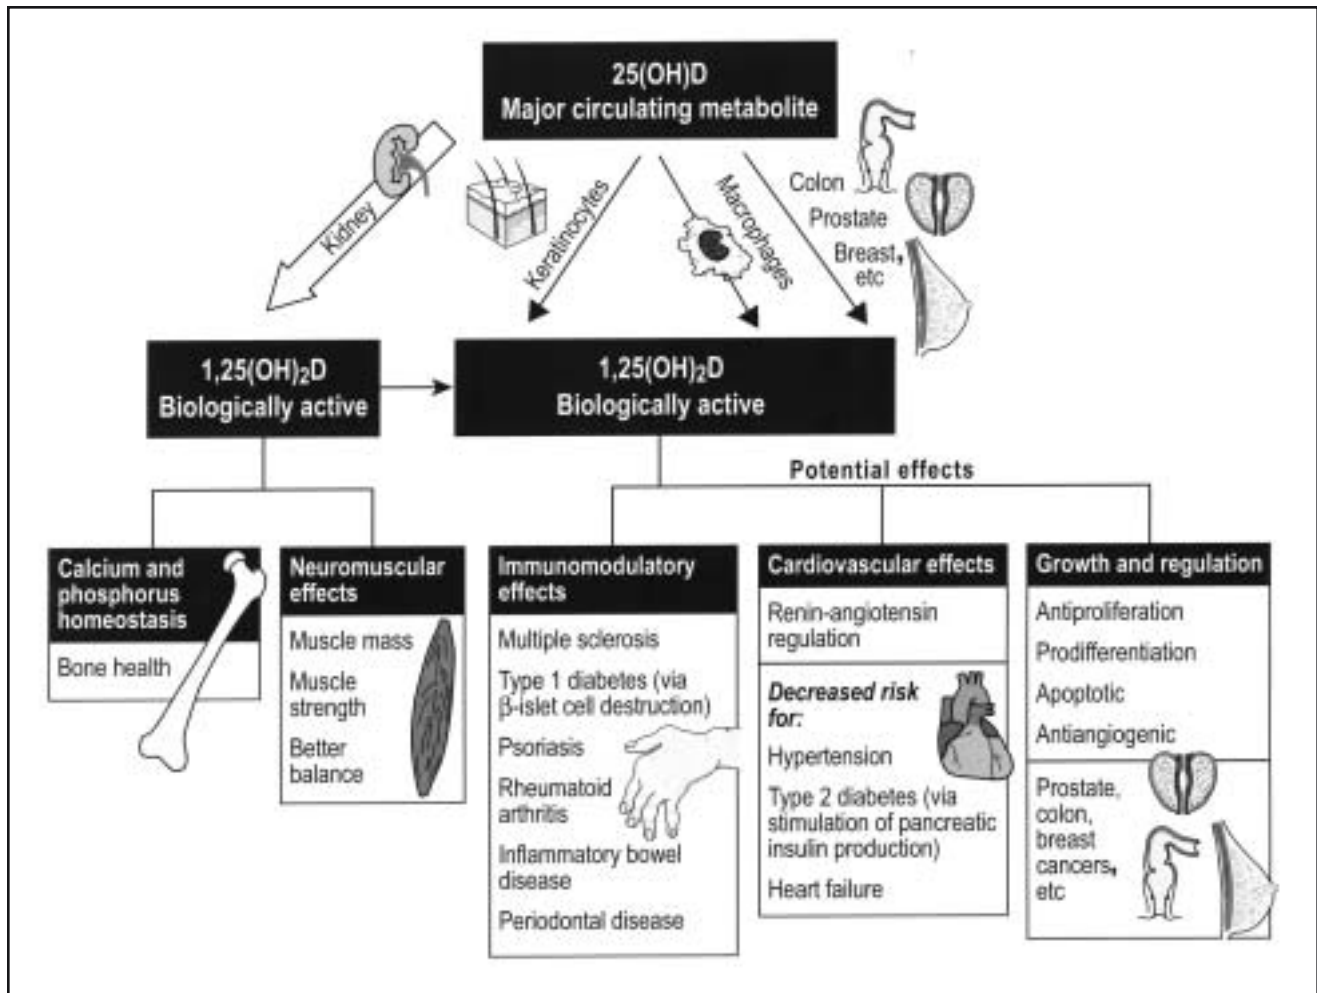 25(OH)D
Major circulating metabolite
Kidney
Keratinocytes
Macrophages
Colon
Prostate
Breast,
etc
1,25(OH)₂D
Biologically active
1,25(OH)₂D
Biologically active
Potential effects
Calcium and
phosphorus
homeostasis
Bone health
Neuromuscular
effects
Muscle mass
Muscle
strength
Better
balance
Immunomodulatory
effects
Multiple sclerosis
Type 1 diabetes (via
β-islet cell destruction)
Psoriasis
Rheumatoid
arthritis
Inflammatory bowel
disease
Periodontal disease
Cardiovascular effects
Renin-angiotensin
regulation
Decreased risk
for:
Hypertension
Type 2 diabetes (via
stimulation of pancreatic
insulin production)
Heart failure
Growth and regulation
Antiproliferation
Prodifferentiation
Apoptotic
Antiangiogenic
Prostate,
colon,
breast
cancers,
etc